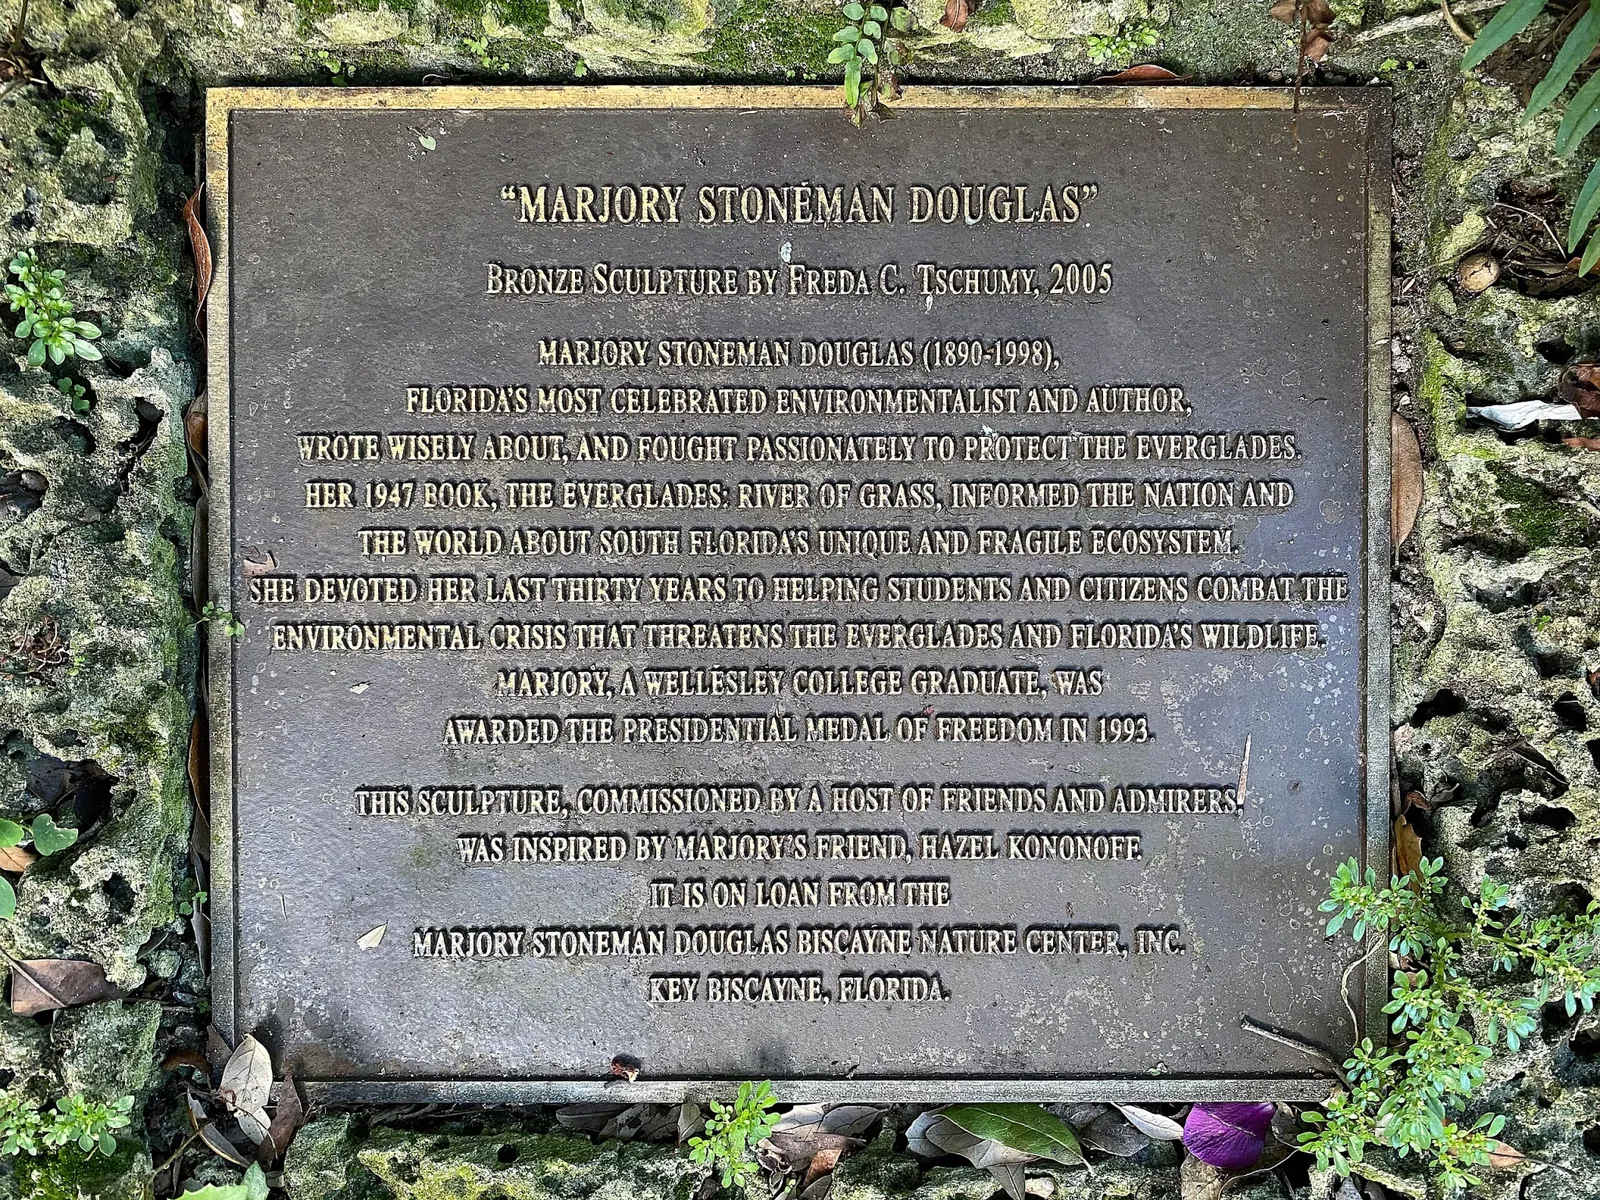 “MARJORY STONEMAN DOUGLAS”
BRONZE SCULPTURE BY FREDA C. TSCHUMY, 2005
MARJORY STONEMAN DOUGLAS (1890-1998),
FLORIDA'S MOST CELEBRATED ENVIRONMENTALIST AND AUTHOR,
WROTE WISELY ABOUT, AND FOUGHT PASSIONATELY TO PROTECT THE EVERGLADES.
HER 1947 BOOK, THE EVERGLADES: RIVER OF GRASS, INFORMED THE NATION AND
THE WORLD ABOUT SOUTH FLORIDA'S UNIQUE AND FRAGILE ECOSYSTEM.
SHE DEVOTED HER LAST THIRTY YEARS TO HELPING STUDENTS AND CITIZENS COMBAT THE
ENVIRONMENTAL CRISIS THAT THREATENS THE EVERGLADES AND FLORIDA'S WILDLIFE.
MARJORY, A WELLESLEY COLLEGE GRADUATE, WAS
AWARDED THE PRESIDENTIAL MEDAL OF FREEDOM IN 1993.
THIS SCULPTURE, COMMISSIONED BY A HOST OF FRIENDS AND ADMIRERS,
WAS INSPIRED BY MARJORY'S FRIEND, HAZEL KONONOFF.
IT IS ON LOAN FROM THE
MARJORY STONEMAN DOUGLAS BISCAYNE NATURE CENTER, INC.
KEY BISCAYNE, FLORIDA.